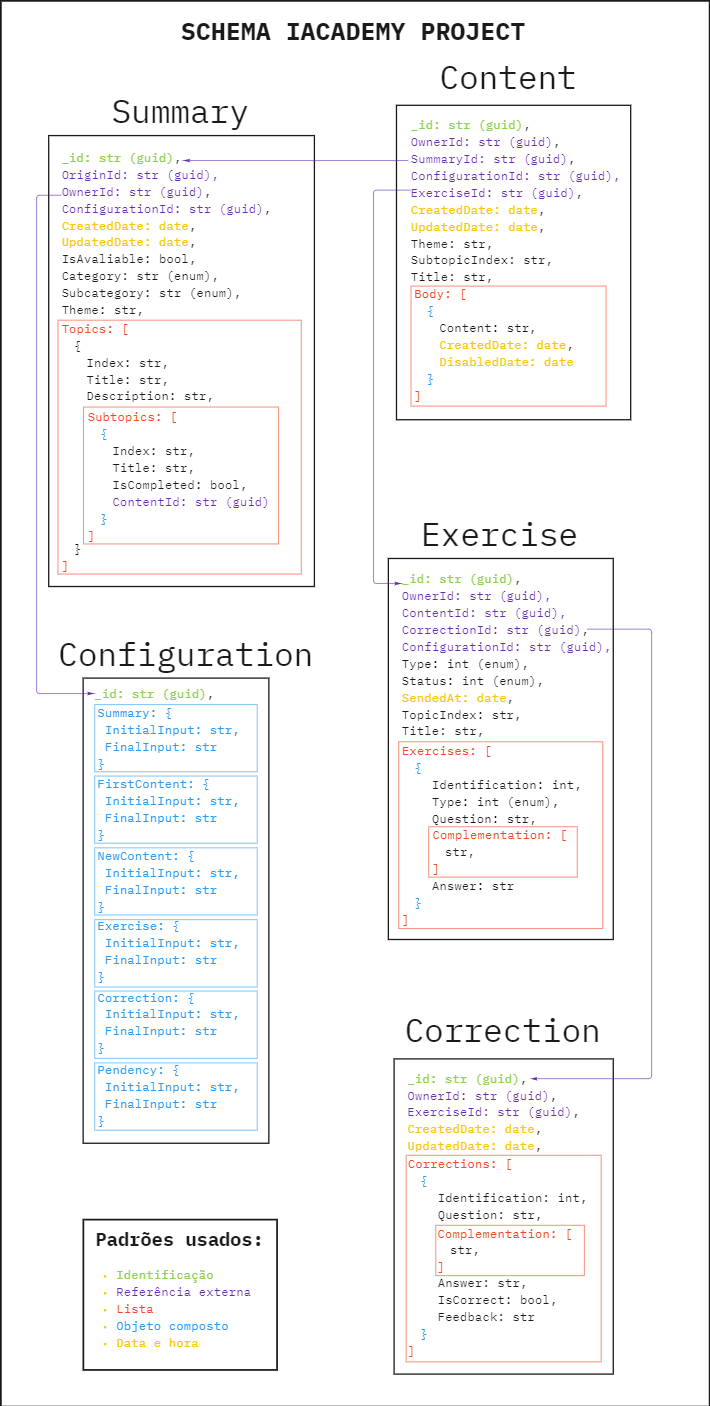 SCHEMA IACADEMY PROJECT
Summary
_id: str (guid),
OriginId: str (guid),
OwnerId: str (guid),
ConfigurationId: str (guid),
CreatedDate: date,
UpdatedDate: date,
IsAvaliable: bool,
Category: str (enum),
Subcategory: str (enum),
Theme: str,
Topics: [
{
Index: str,
Title: str,
Description: str,
Subtopics: [
{
Index: str,
Title: str,
IsCompleted: bool,
ContentId: str (guid)
}
]
}
]
Content
_id: str (guid),
OwnerId: str (guid),
SummaryId: str (guid),
ConfigurationId: str (guid),
ExerciseId: str (guid),
CreatedDate: date,
UpdatedDate: date,
Theme: str,
SubtopicIndex: str,
Title: str,
Body: [
{
Content: str,
CreatedDate: date,
DisabledDate: date
}
]
Configuration
_id: str (guid),
Summary: {
InitialInput: str,
FinalInput: str
}
FirstContent: {
InitialInput: str,
FinalInput: str
}
NewContent: {
InitialInput: str,
FinalInput: str
}
Exercise: {
InitialInput: str,
FinalInput: str
}
Correction: {
InitialInput: str,
FinalInput: str
}
Pendency: {
InitialInput: str,
FinalInput: str
}
Exercise
_id: str (guid),
OwnerId: str (guid),
ContentId: str (guid),
CorrectionId: str (guid),
ConfigurationId: str (guid),
Type: int (enum),
Status: int (enum),
SendedAt: date,
TopicIndex: str,
Title: str,
Exercises: [
{
Identification: int,
Type: int (enum),
Question: str,
Complementation: [
str,
]
Answer: str
}
]
Correction
_id: str (guid),
OwnerId: str (guid),
ExerciseId: str (guid),
CreatedDate: date,
UpdatedDate: date,
Corrections: [
{
Identification: int,
Question: str,
Complementation: [
str,
]
Answer: str,
IsCorrect: bool,
Feedback: str
}
]
Padrões usados:
• Identificação
• Referência externa
• Lista
• Objeto composto
• Data e hora